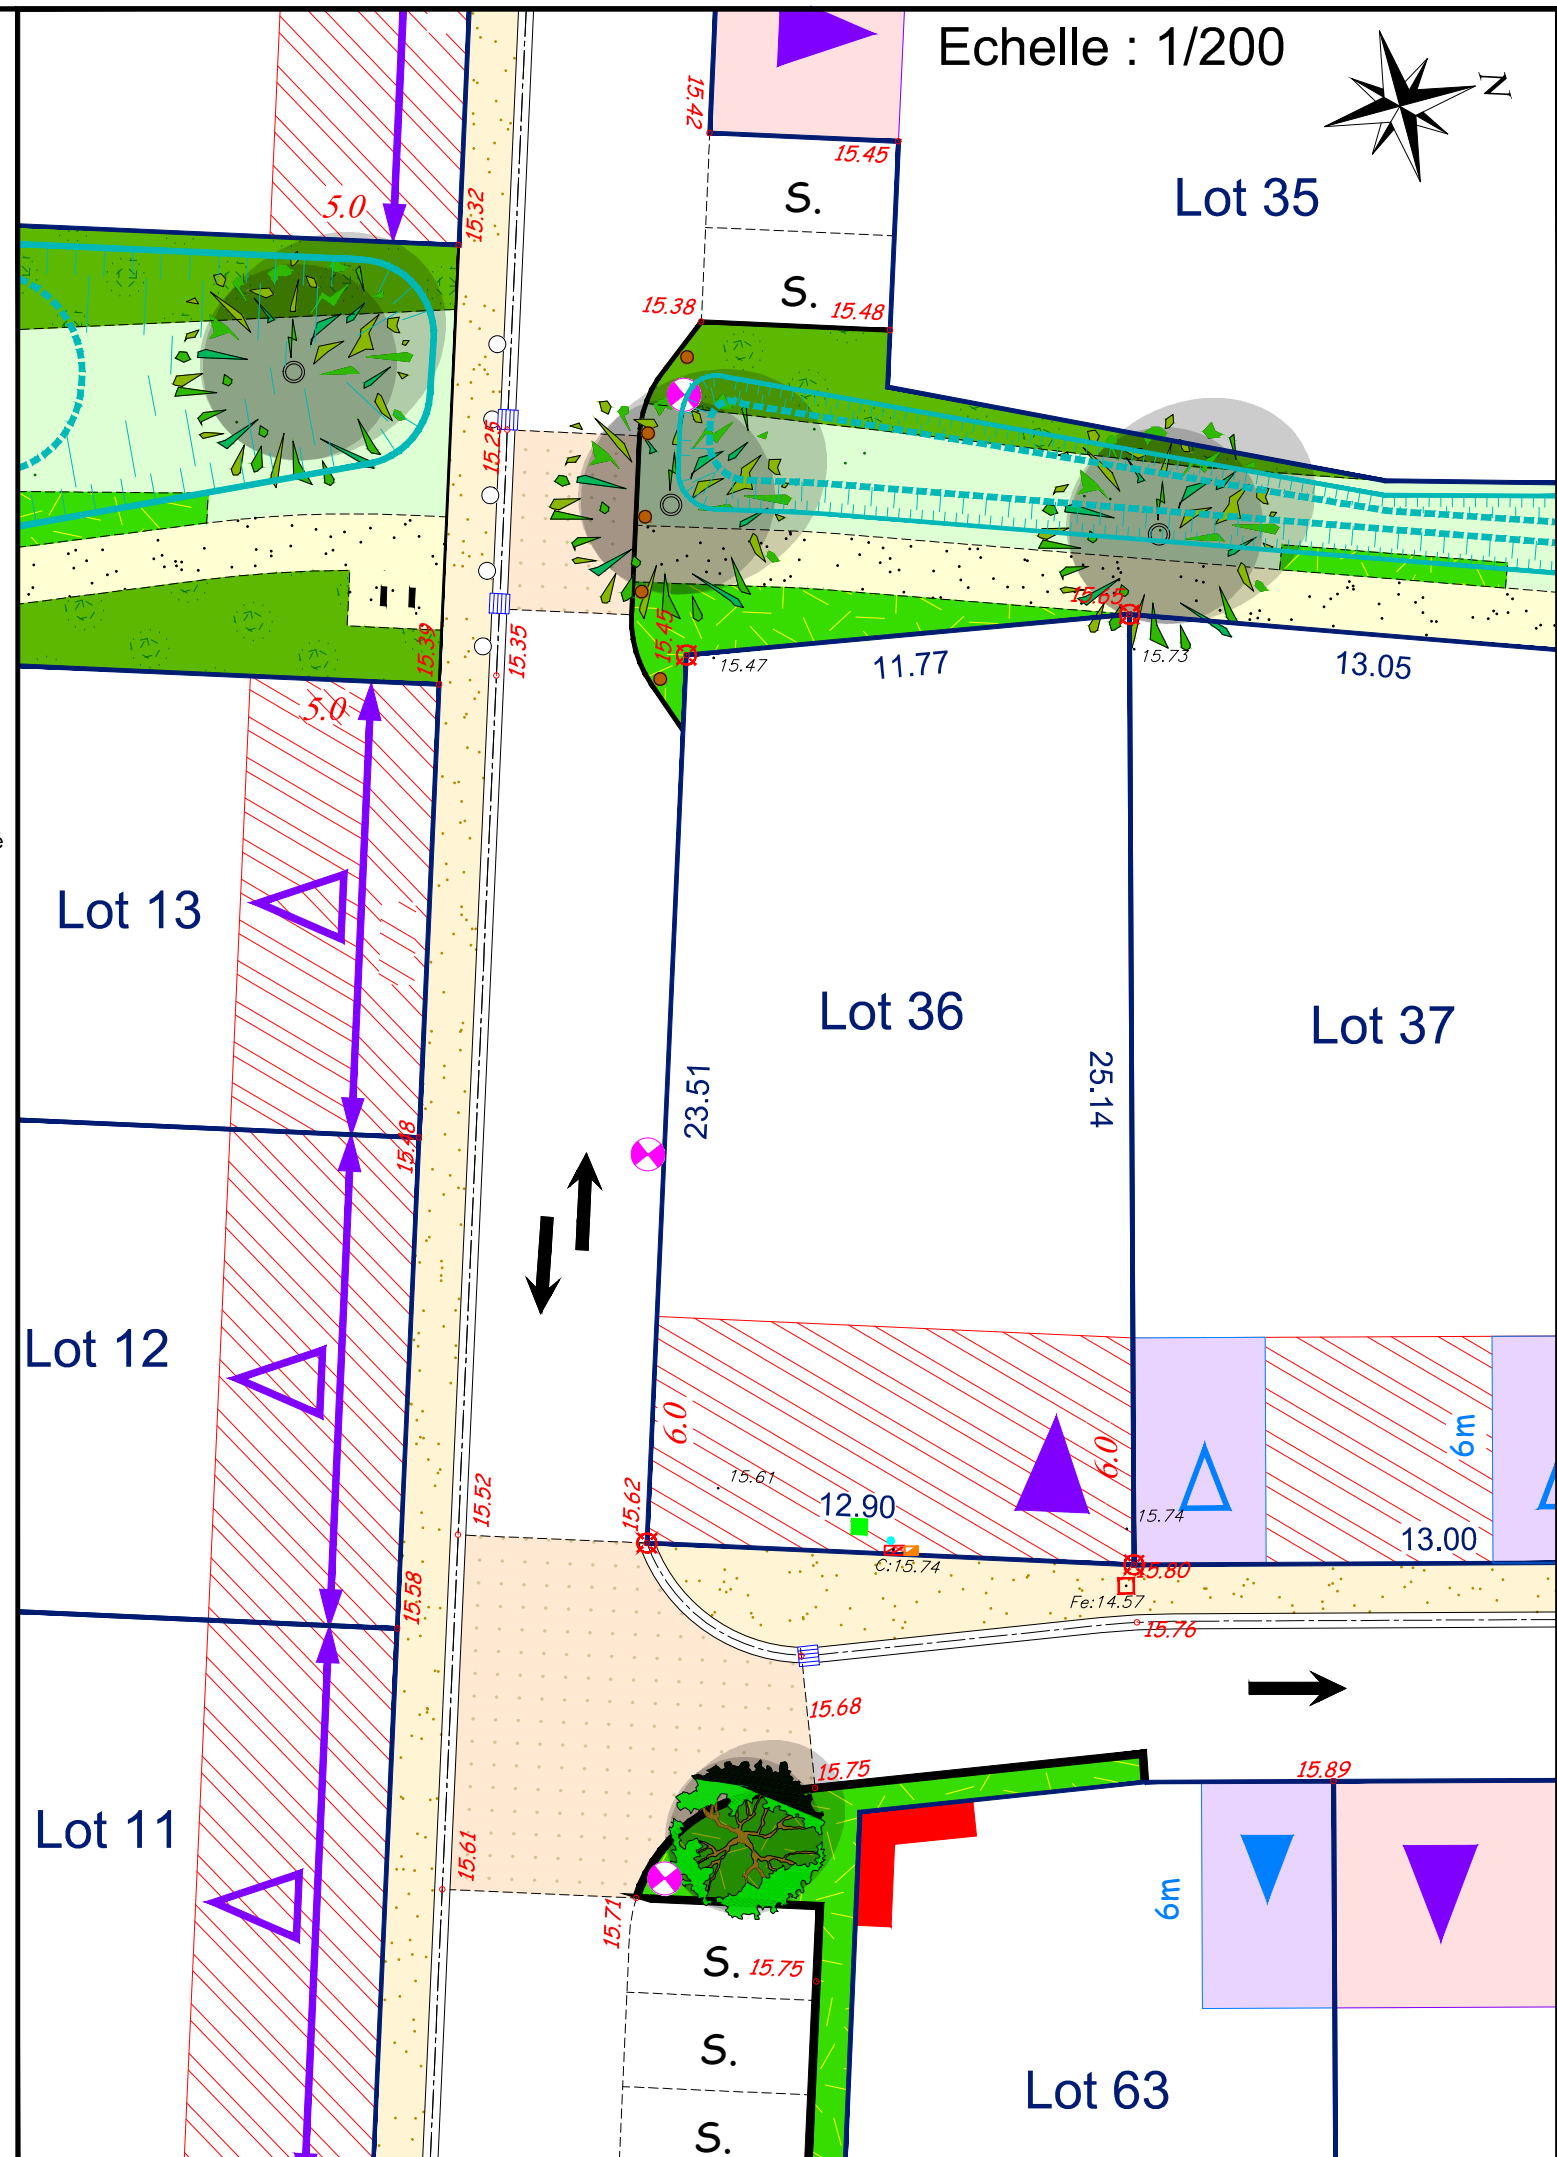 Echelle : 1/200
N
15.42
15.45
S.
Lot 35
5.0
15.32
S.
15.38
15.48
15.25
15.39
15.35
15.45
15.47
15.65
15.73
11.77
13.05
5.0
e
Lot 13
Lot 36
Lot 37
23.51
25.14
15.48
Lot 12
6.0
6.0
6m
15.61
12.90
15.74
13.00
15.52
15.62
C:15.74
15.80
Fe:14.57
15.58
15.76
15.68
15.75
15.89
Lot 11
15.61
15.71
6m
S.
15.75
S.
Lot 63
S.